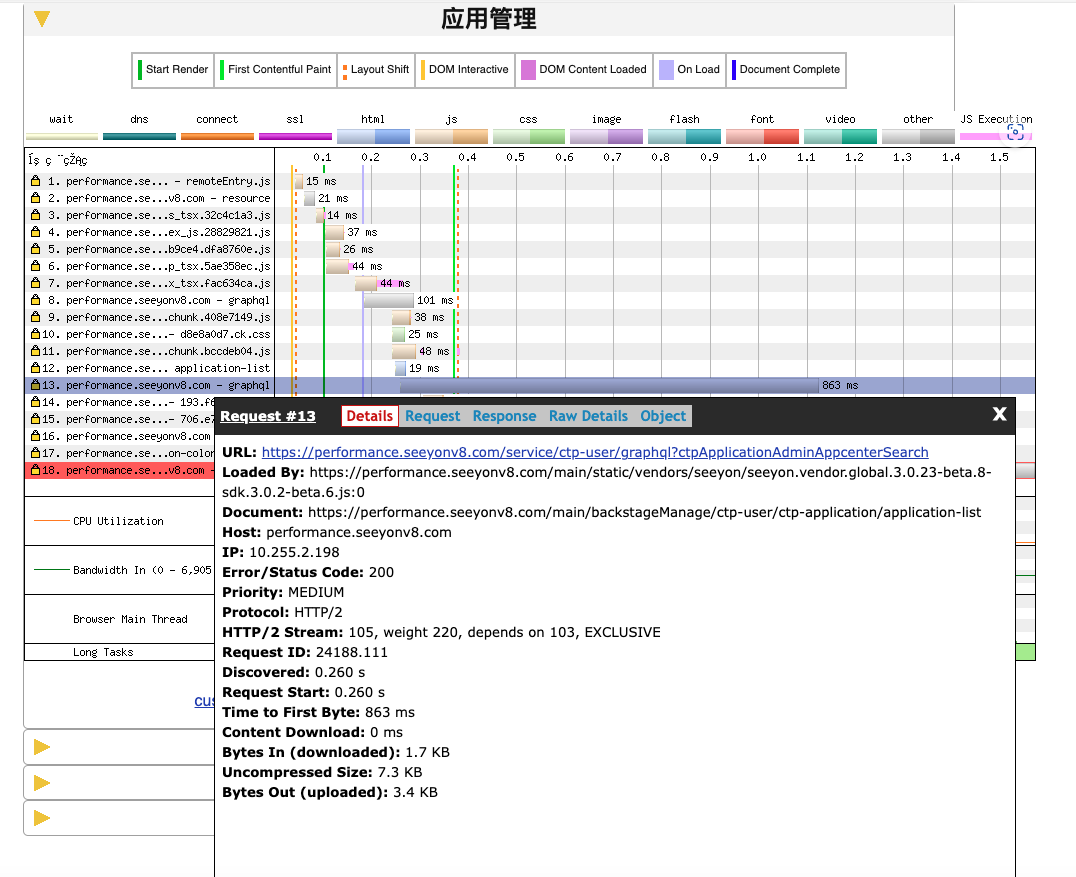 应用管理
Start Render
First Contentful Paint
Layout Shift
DOM Interactive
DOM Content Loaded
On Load
Document Complete
wait dns connect ssl html js css image flash font video other JS Execution
0.1 0.2 0.3 0.4 0.5 0.6 0.7 0.8 0.9 1.0 1.1 1.2 1.3 1.4 1.5
1. performance.se... - remoteEntry.js 15 ms
2. performance.se...v8.com - resource 21 ms
3. performance.se...s_tsx.32c4c1a3.js 14 ms
4. performance.se...ex_js.28829821.js 37 ms
5. performance.se...b9ce4.dfa8760e.js 26 ms
6. performance.se...p_tsx.5ae358ec.js 44 ms
7. performance.se...x_tsx.fac634ca.js 44 ms
8. performance.seeyonv8.com - graphql 101 ms
9. performance.se...chunk.408e7149.js 38 ms
10. performance.se...- d8e8a0d7.ck.css 25 ms
11. performance.se...chunk.bccdeb04.js 48 ms
12. performance.se... application-list 19 ms
13. performance.seeyonv8.com - graphql 863 ms
14. performance.se... - 193.f
15. performance.se... - 706.e
16. performance.seeyonv8.com
17. performance.se...on-color
18. performance.se...v8.com -
CPU Utilization
Bandwidth In (0 - 6,905
Browser Main Thread
Long Tasks
cus
Request #13 Details Request Response Raw Details Object X
URL: https://performance.seeyonv8.com/service/ctp-user/graphql?ctpApplicationAdminAppcenterSearch
Loaded By: https://performance.seeyonv8.com/main/static/vendors/seeyon/seeyon.vendor.global.3.0.23-beta.8-
sdk.3.0.2-beta.6.js:0
Document: https://performance.seeyonv8.com/main/backstageManage/ctp-user/ctp-application/application-list
Host: performance.seeyonv8.com
IP: 10.255.2.198
Error/Status Code: 200
Priority: MEDIUM
Protocol: HTTP/2
HTTP/2 Stream: 105, weight 220, depends on 103, EXCLUSIVE
Request ID: 24188.111
Discovered: 0.260 s
Request Start: 0.260 s
Time to First Byte: 863 ms
Content Download: 0 ms
Bytes In (downloaded): 1.7 KB
Uncompressed Size: 7.3 KB
Bytes Out (uploaded): 3.4 KB